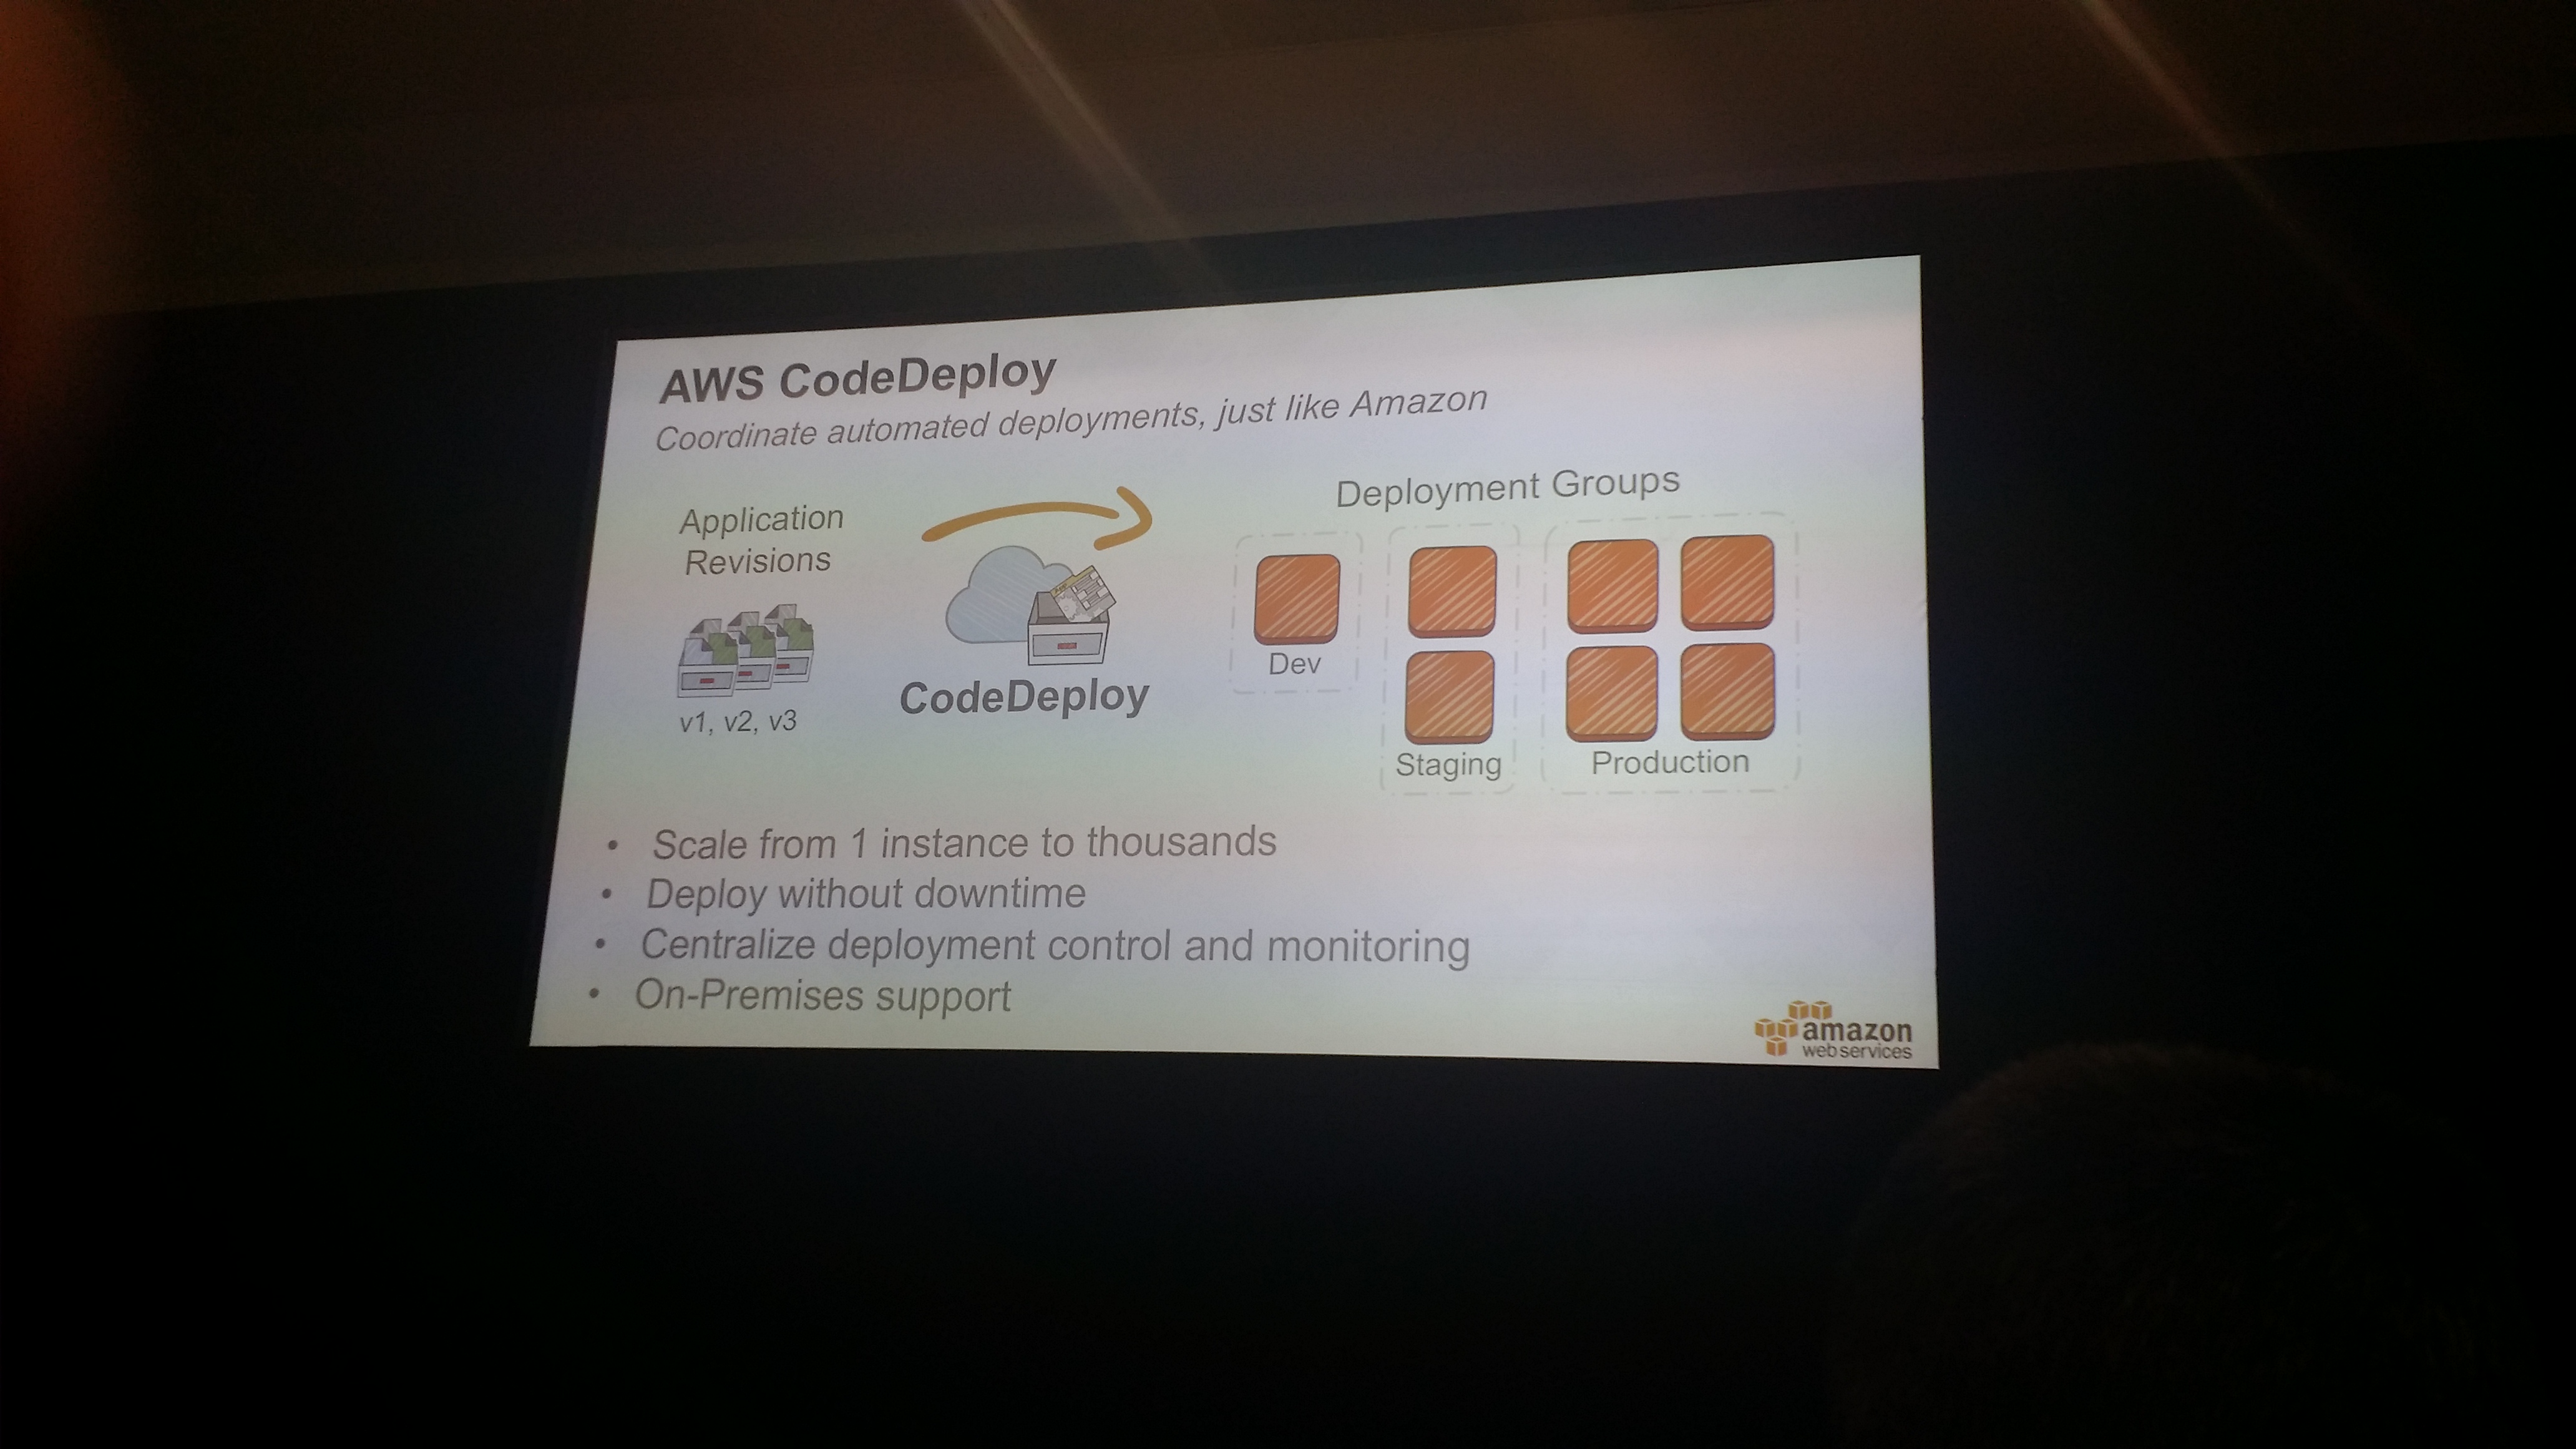 AWS CodeDeploy
Coordinate automated deployments, just like Amazon
Application
Revisions
v1, v2, v3
CodeDeploy
Deployment Groups
Dev
Staging
Production
• Scale from 1 instance to thousands
• Deploy without downtime
• Centralize deployment control and monitoring
• On-Premises support
amazon
web services